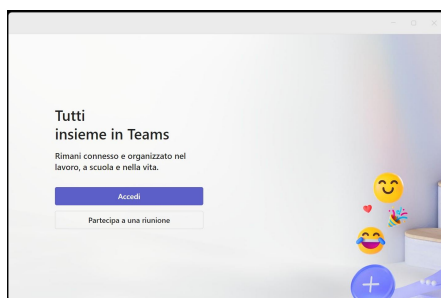 Tutti
insieme in Teams
Rimani connesso e organizzato nel
lavoro, a scuola e nella vita.
Accedi
Partecipa a una riunione